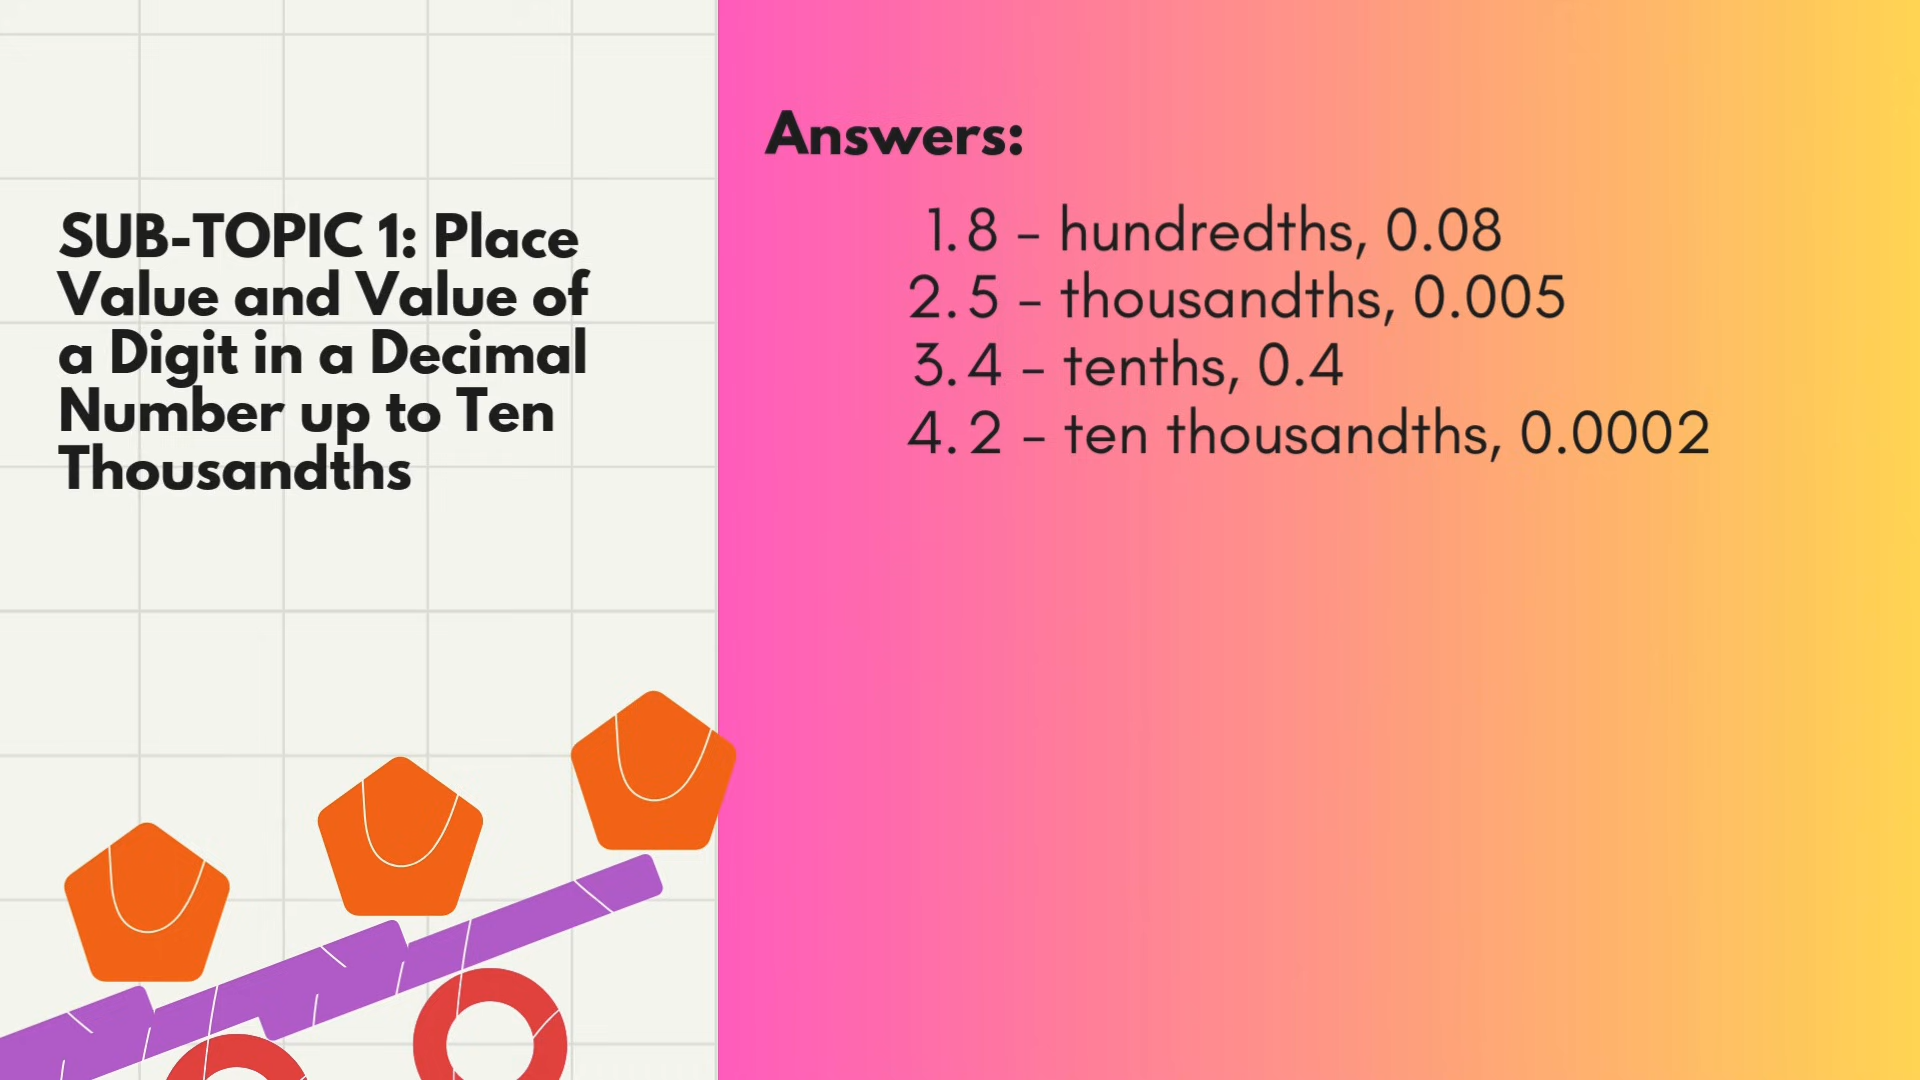 SUB-TOPIC 1: Place
Value and Value of
a Digit in a Decimal
Number up to Ten
Thousandths
Answers:
1. 8 – hundredths, 0.08
2. 5 – thousandths, 0.005
3. 4 – tenths, 0.4
4. 2 – ten thousandths, 0.0002